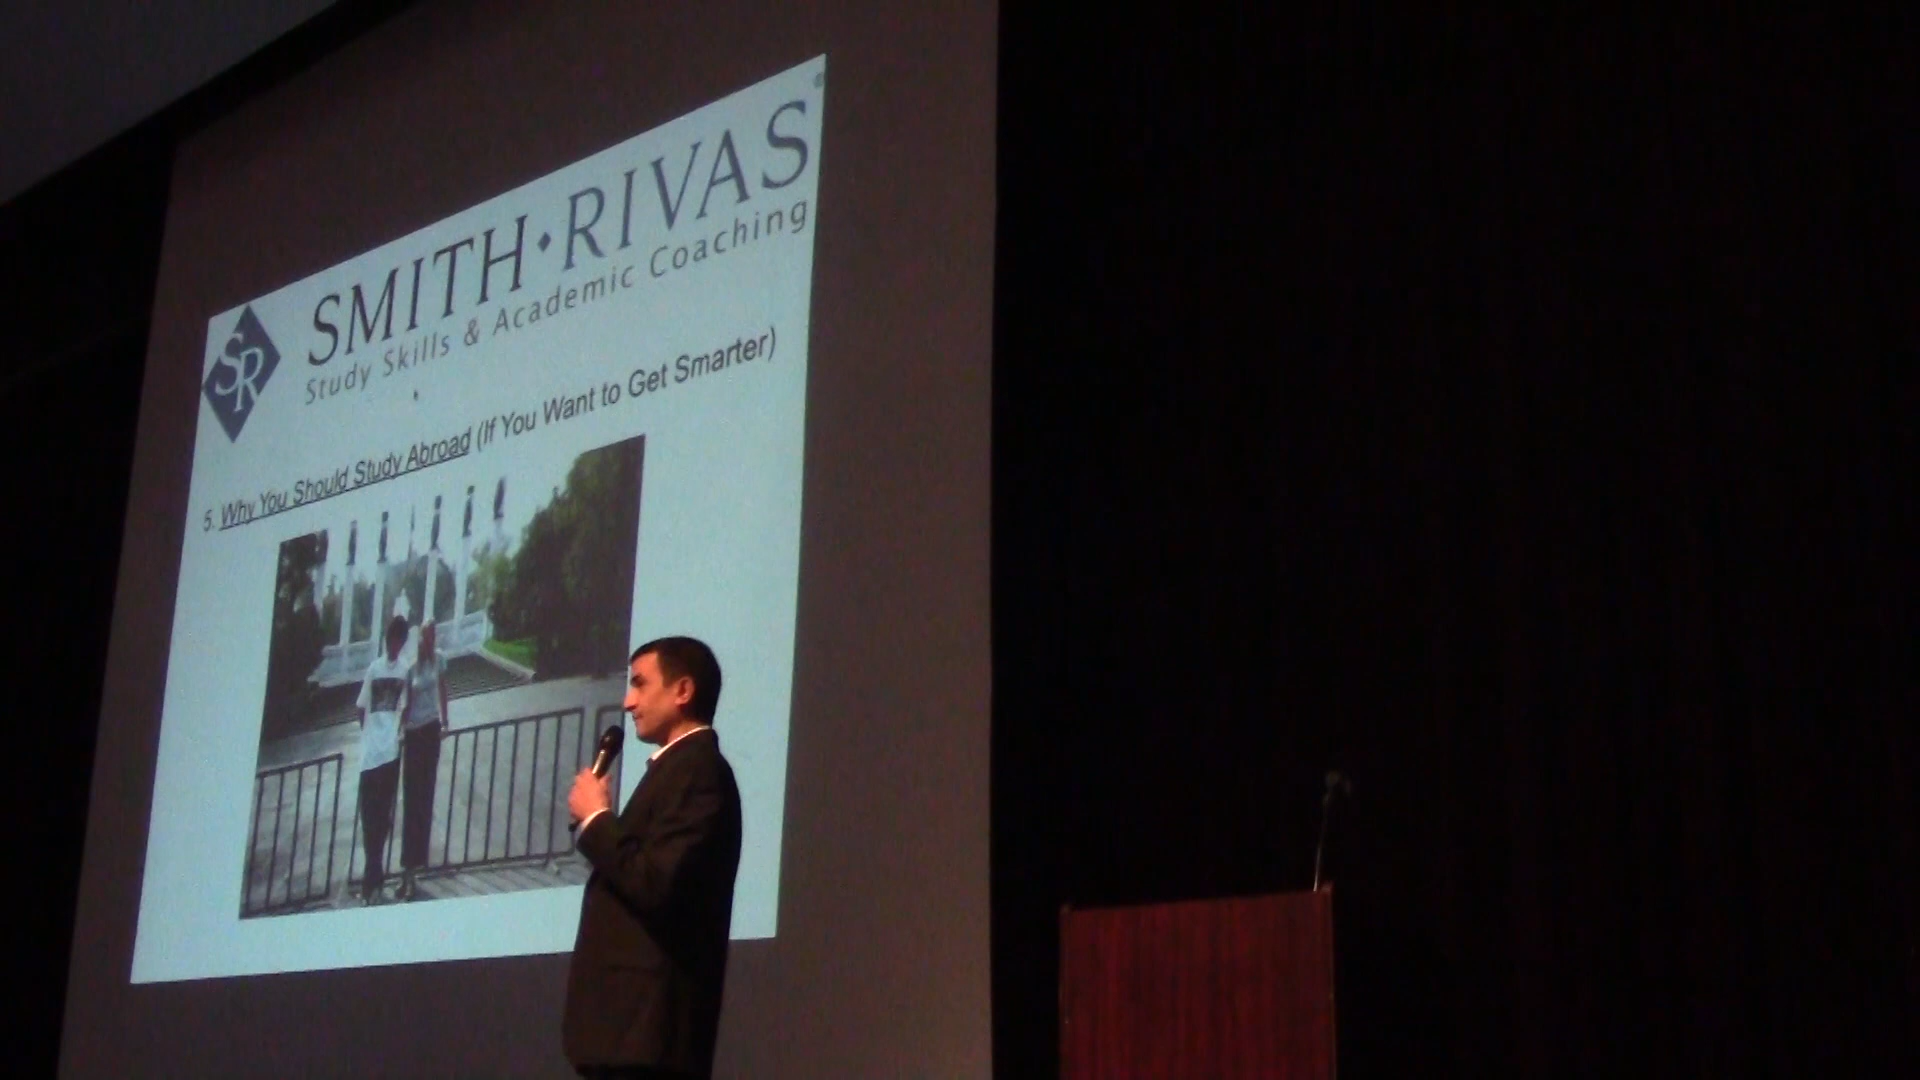 SMITH·RIVAS®
SR
Study Skills & Academic Coaching
5. Why You Should Study Abroad (If You Want to Get Smarter)